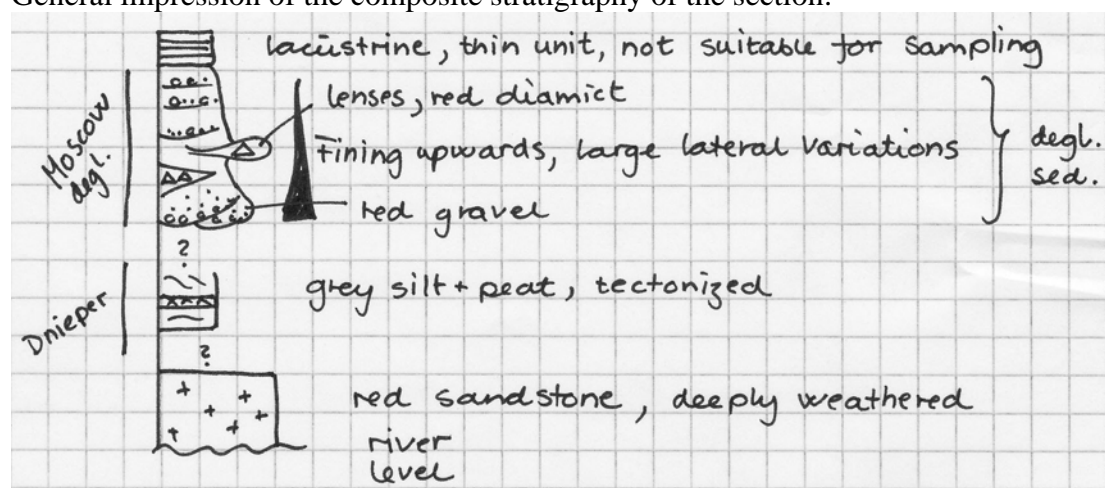 General impression of the composite stratigraphy of the section:
lacustrine, thin unit, not suitable for sampling
lenses, red diamict
Moscow
degl.
Fining upwards, large lateral variations
degl.
sed.
red gravel
?
Dnieper
grey silt + peat, tectonized
?
red sandstone, deeply weathered
river
level